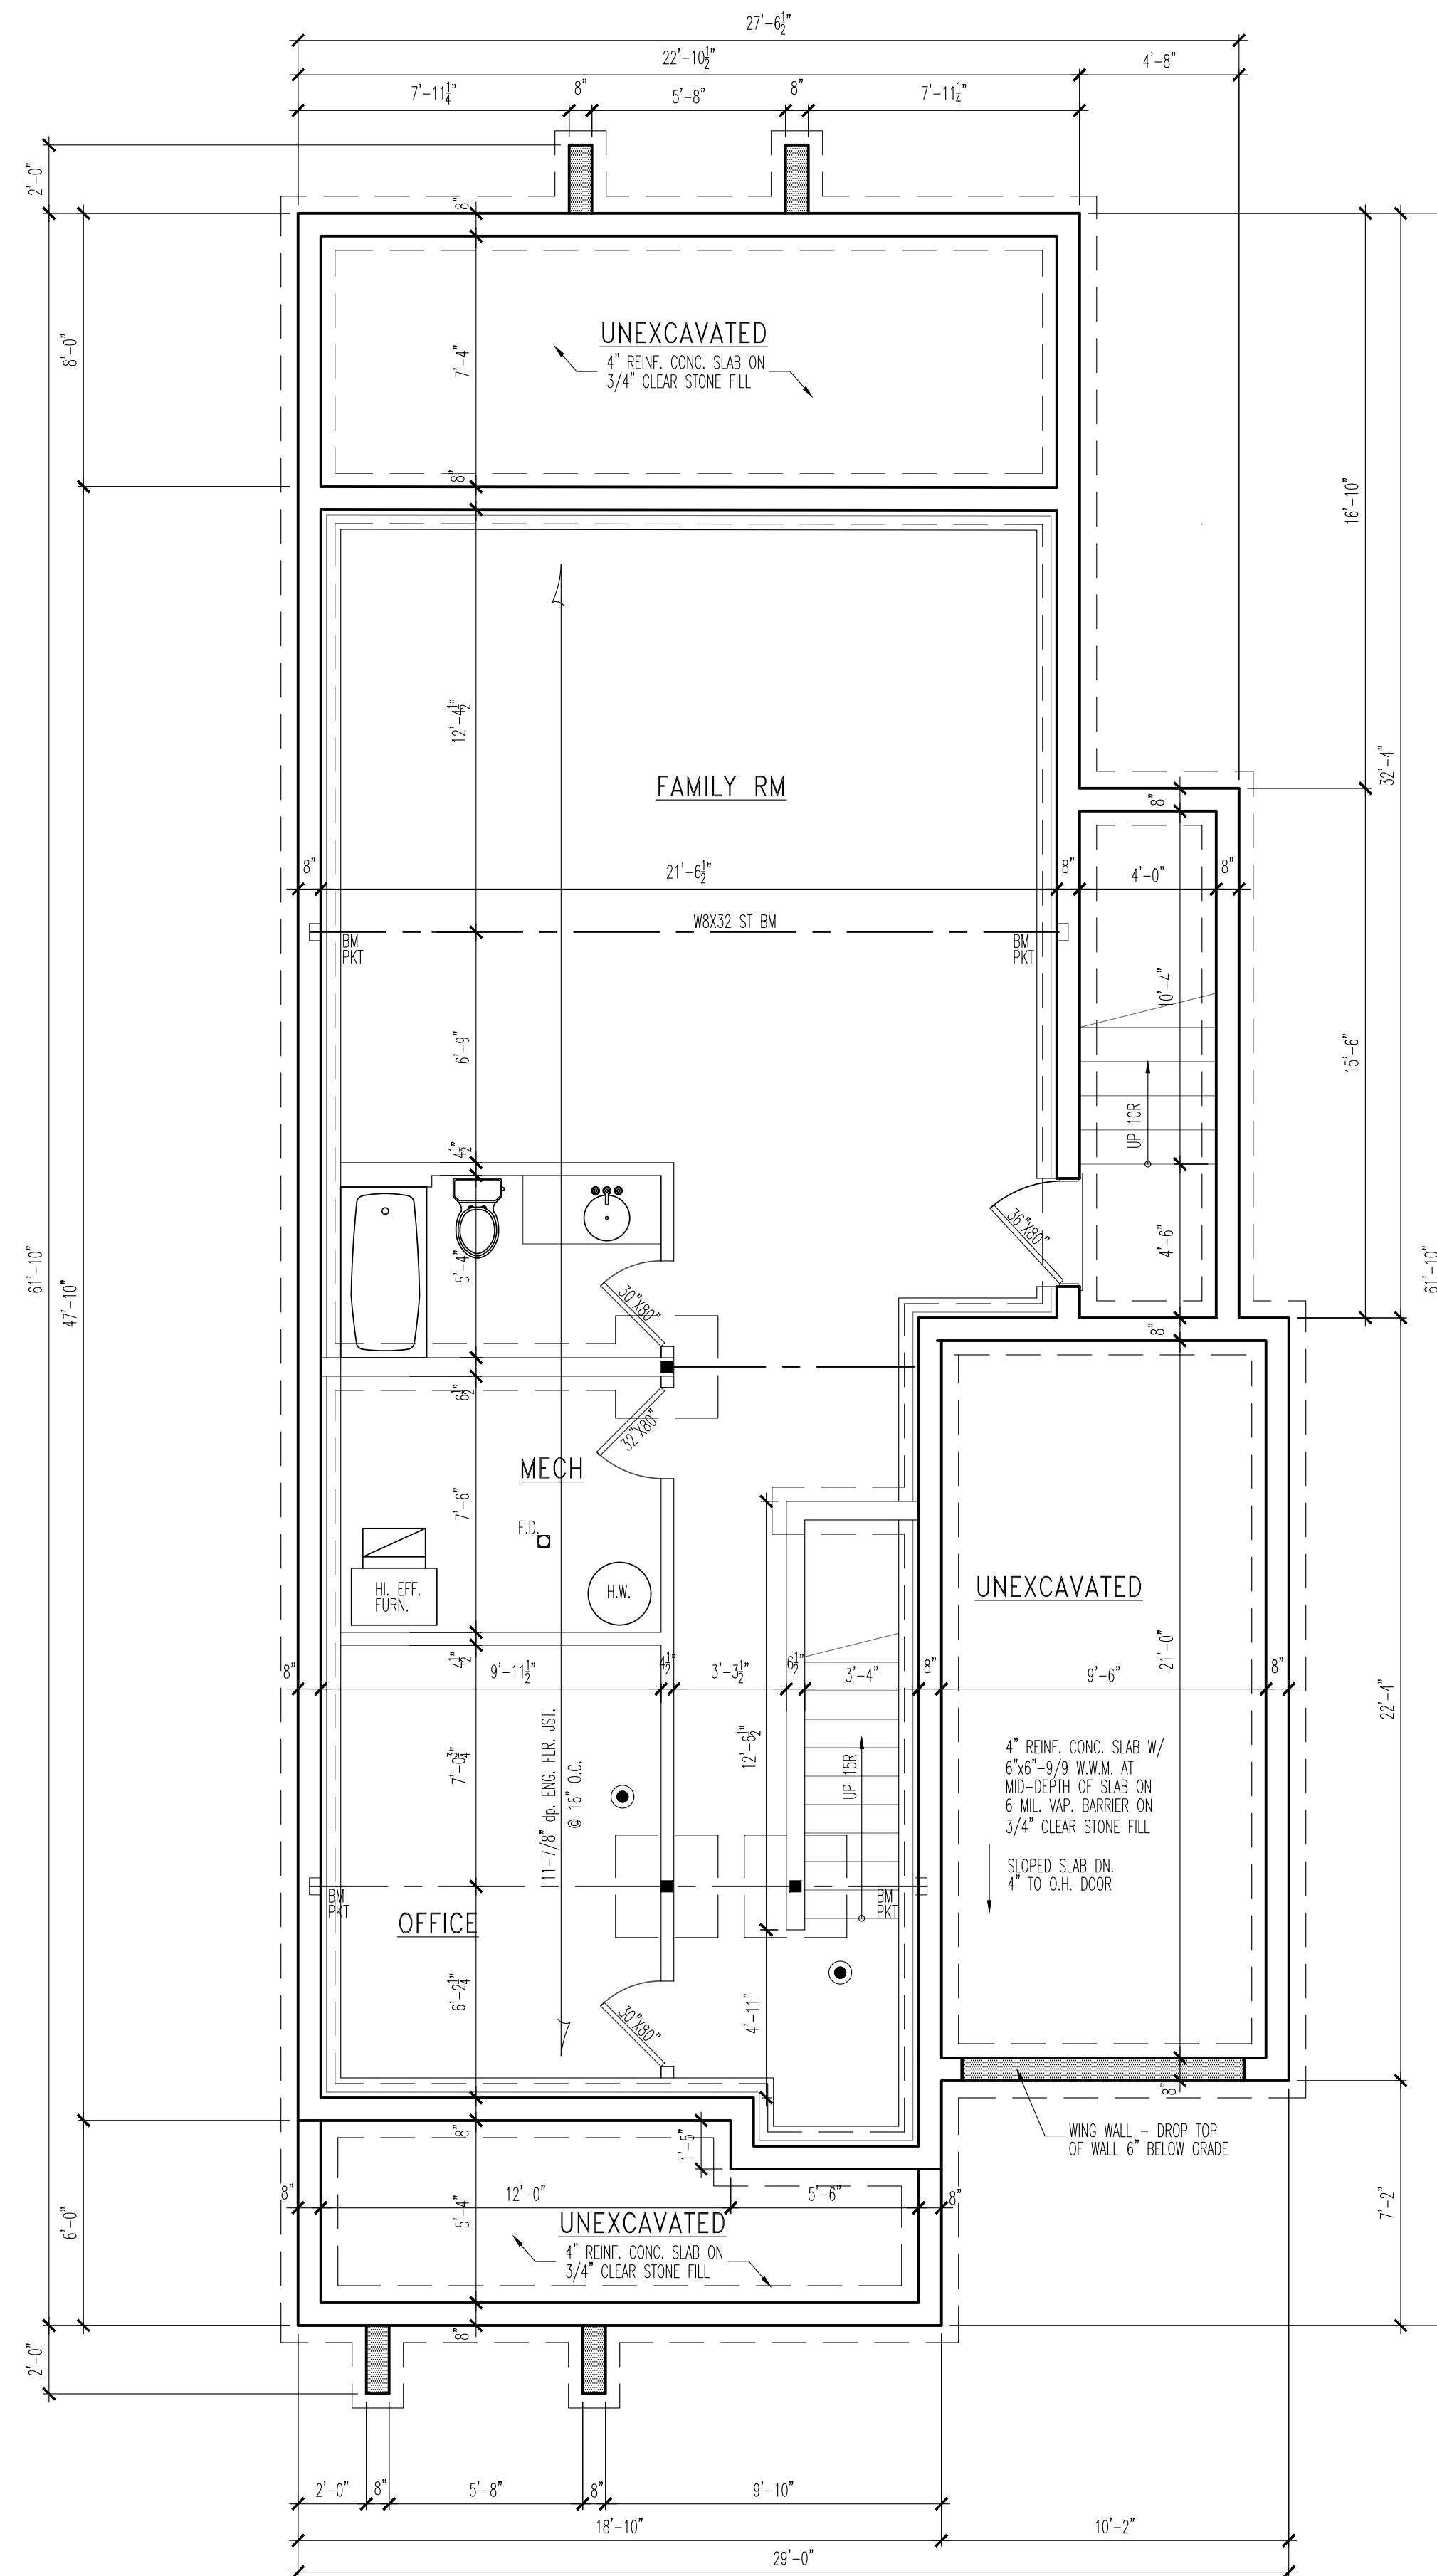 27'-6½"
22'-10½"
4'-8"
7'-11¼"
8"
5'-8"
8"
7'-11¼"
2'-0"
8"
8'-0"
7'-4"
UNEXCAVATED
4" REINF. CONC. SLAB ON
3/4" CLEAR STONE FILL
8"
16'-10"
32'-4"
12'-4½"
FAMILY RM
8"
8"
21'-6½"
8"
4'-0"
8"
W8X32 ST BM
BM
PKT
BM
PKT
10'-4"
6'-9"
15'-6"
UP 10R
4½"
36"X80"
4'-6"
5'-4"
61'-10"
47'-10"
61'-10"
30"X80"
8"
6½"
32"X80"
MECH
7'-6"
F.D.
HI. EFF.
FURN.
H.W.
UNEXCAVATED
21'-0"
4½"
8"
9'-11½"
4½"
3'-3½"
6½"
3'-4"
8"
9'-6"
8"
22'-4"
7'-0¾"
11-7/8" dp. ENG. FLR. JST.
@ 16" O.C.
12'-6½"
UP 15R
4" REINF. CONC. SLAB W/
6"x6"-9/9 W.W.M. AT
MID-DEPTH OF SLAB ON
6 MIL. VAP. BARRIER ON
3/4" CLEAR STONE FILL
SLOPED SLAB DN.
4" TO O.H. DOOR
BM
PKT
BM
PKT
OFFICE
6'-2¼"
30"X80"
4'-11"
8"
WING WALL - DROP TOP
OF WALL 6" BELOW GRADE
8"
1'-5"
8"
12'-0"
5'-6"
8"
6'-0"
5'-4"
7'-2"
UNEXCAVATED
4" REINF. CONC. SLAB ON
3/4" CLEAR STONE FILL
8"
2'-0"
2'-0"
8"
5'-8"
8"
9'-10"
18'-10"
10'-2"
29'-0"